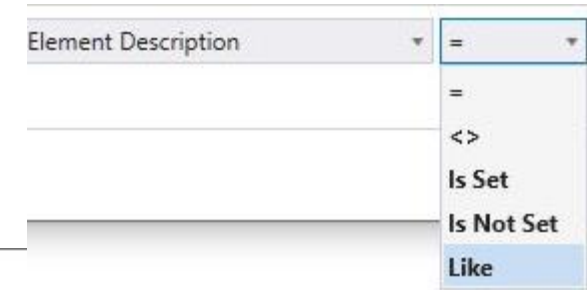 Element Description =
=
<>
Is Set
Is Not Set
Like